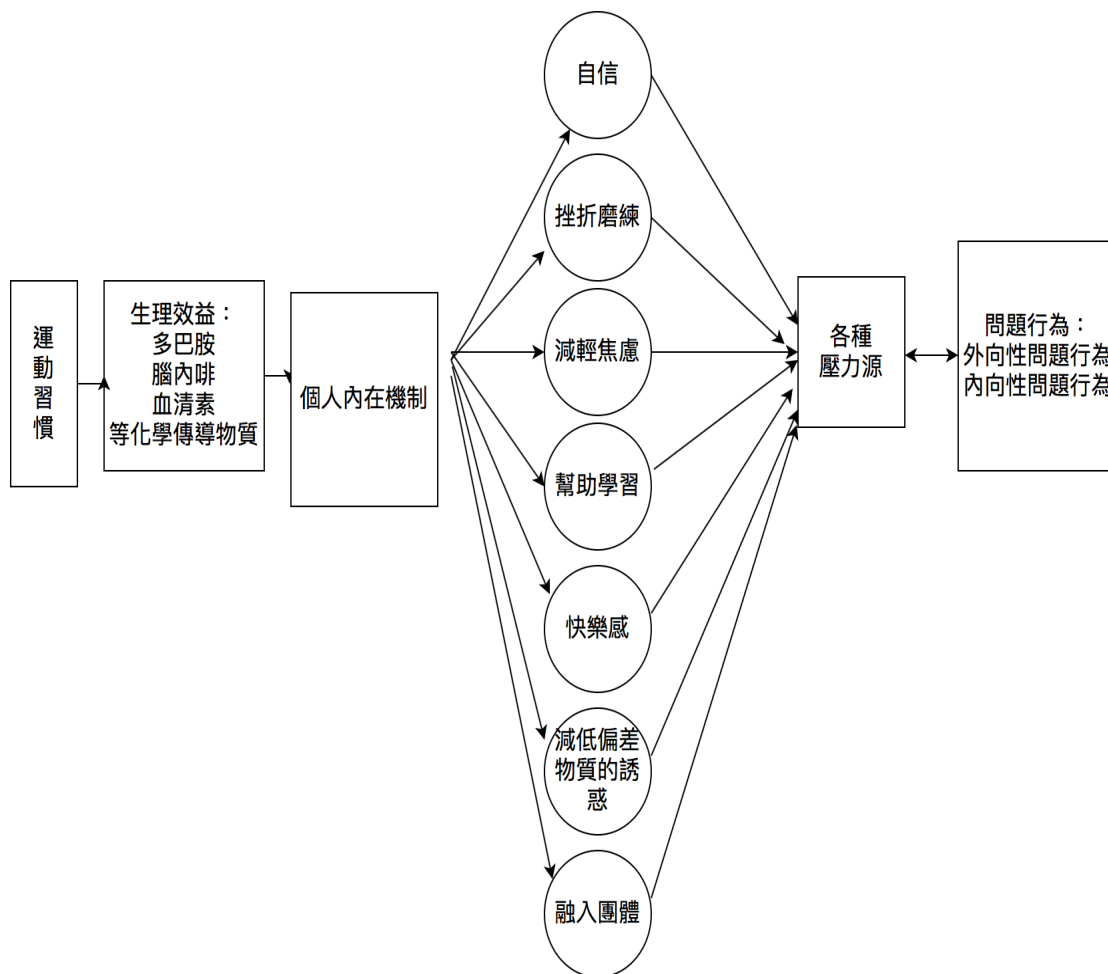 運
動
習
慣
生理效益：
多巴胺
腦內啡
血清素
等化學傳導物質
個人內在機制
自信
挫折磨練
減輕焦慮
幫助學習
快樂感
減低偏差
物質的誘
惑
融入團體
各種
壓力源
問題行為：
外向性問題行為
內向性問題行為